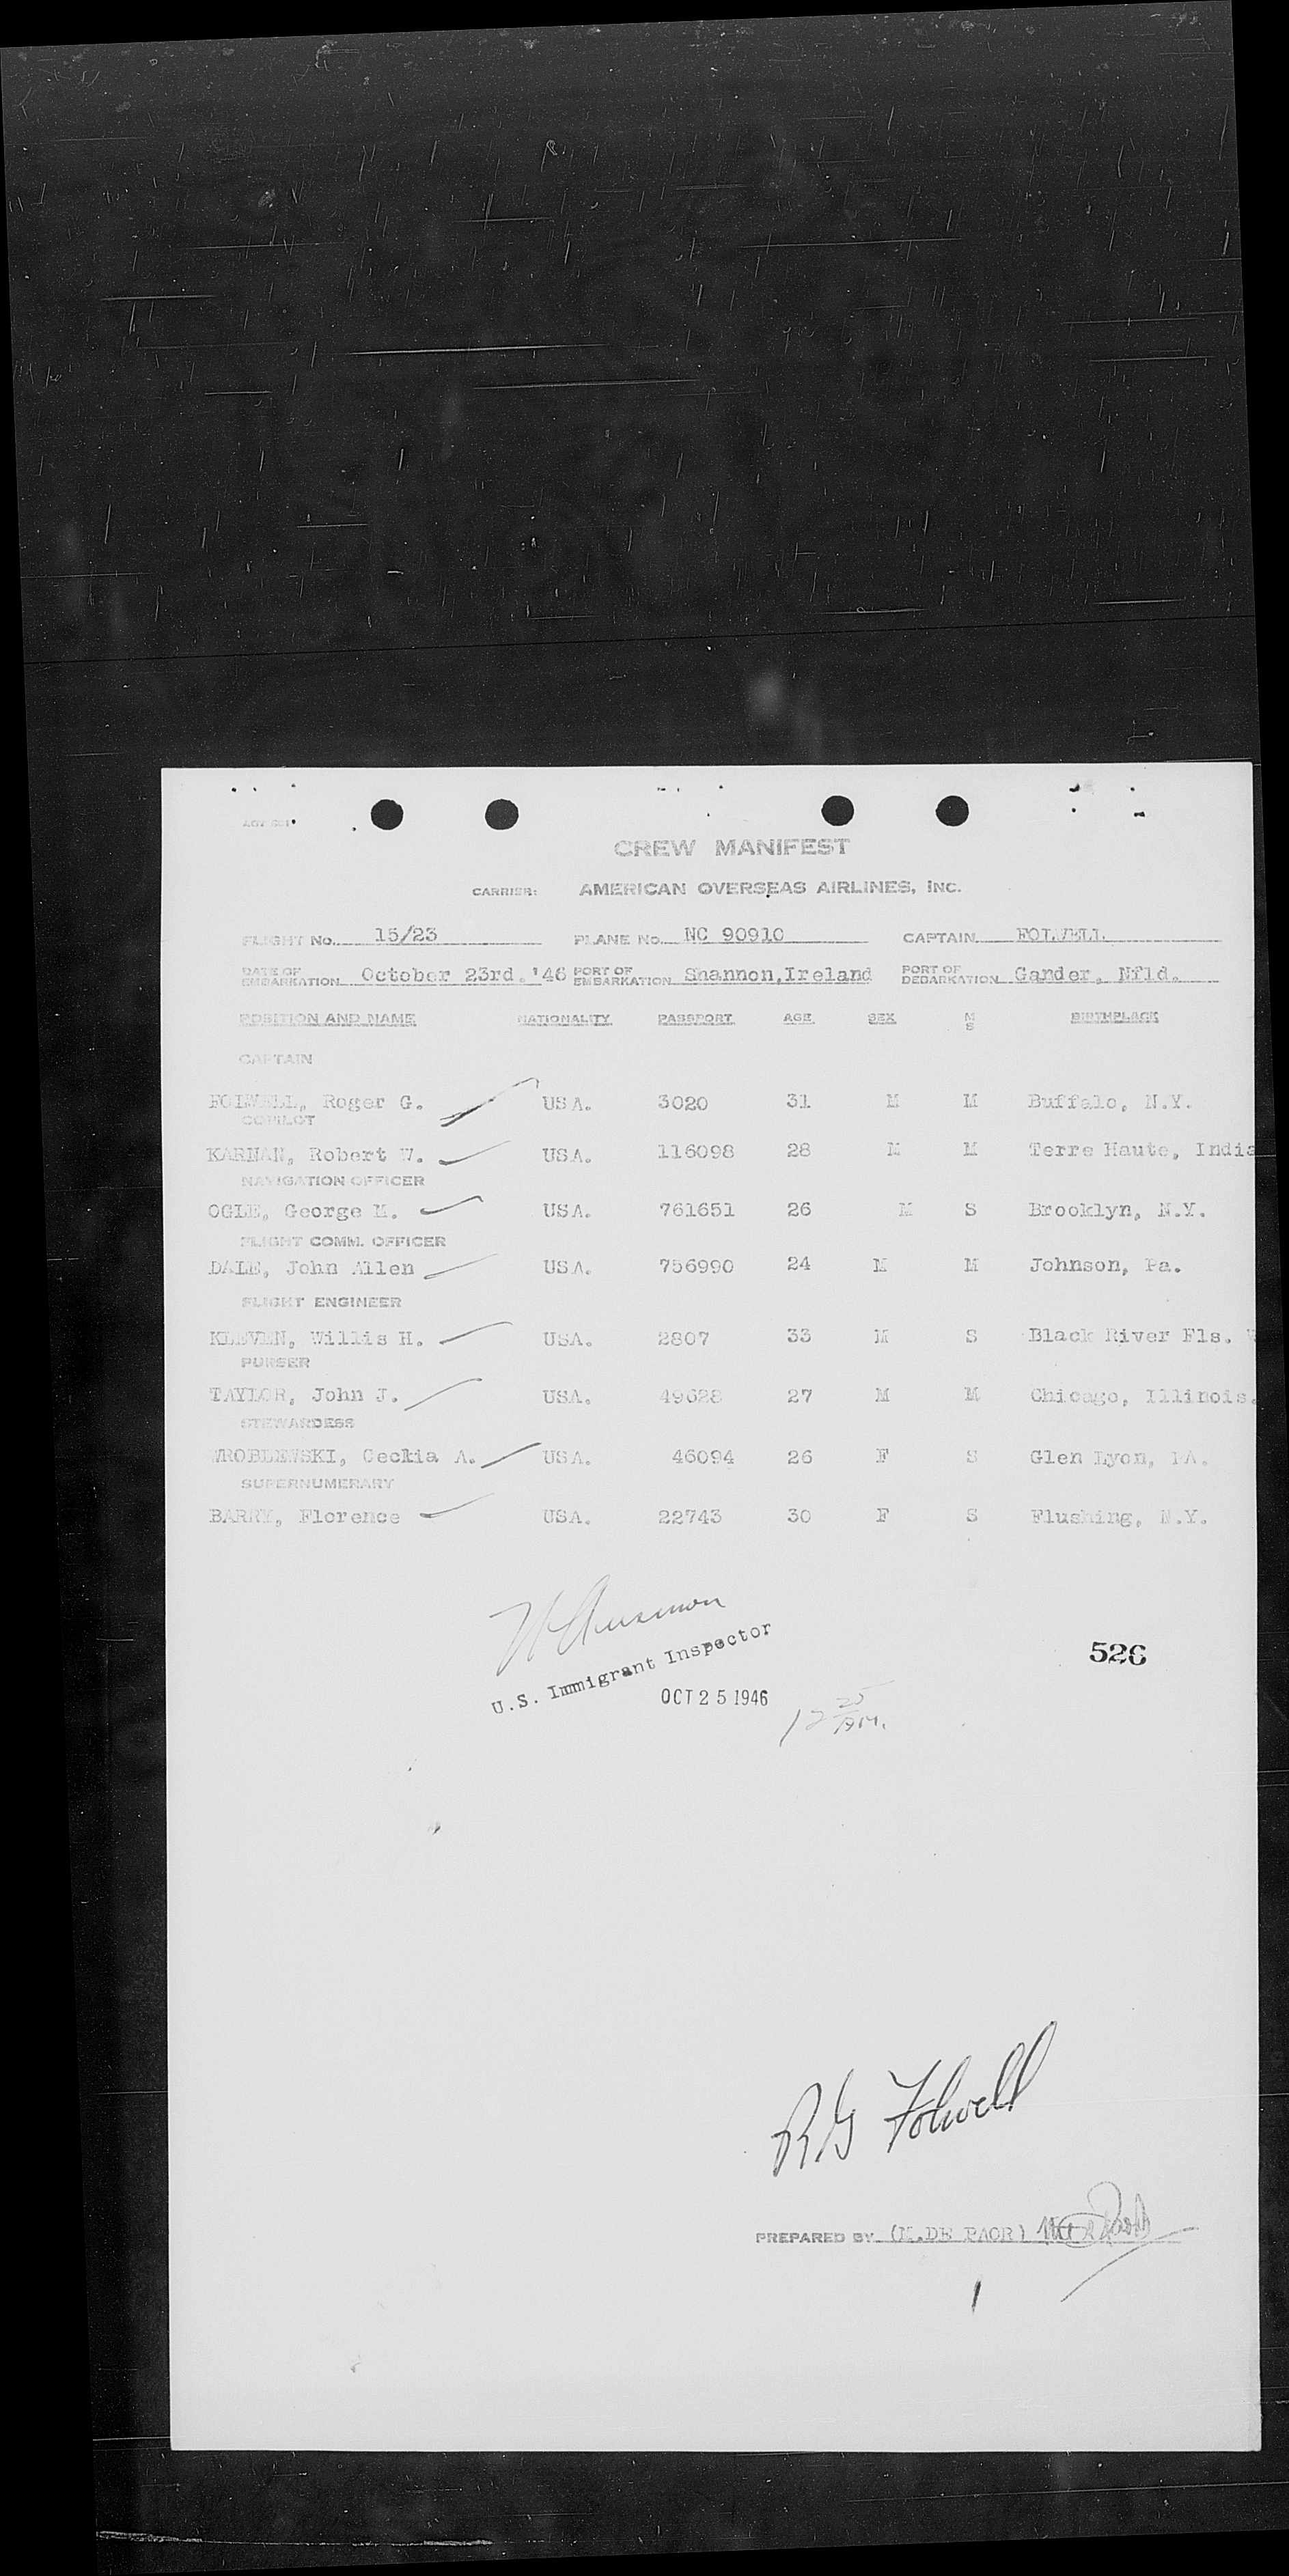 CREW MANIFEST
CARRIER: AMERICAN OVERSEAS AIRLINES, INC.
FLIGHT No. 15/23 PLANE No. NC 90910 CAPTAIN FOLWELL
DATE OF EMBARKATION October 23rd.'46 PORT OF EMBARKATION Shannon,Ireland PORT OF DEBARKATION Gander, Nfld.
POSITION AND NAME NATIONALITY PASSPORT AGE SEX M S BIRTHPLACE
CAPTAIN
FOLWELL, Roger G. USA. 3020 31 M M Buffalo, N.Y.
COPILOT
KARNAN, Robert W. USA. 116098 28 M M Terre Haute, India
NAVIGATION OFFICER
OGLE, George M. USA. 761651 26 M S Brooklyn, N.Y.
FLIGHT COMM. OFFICER
DALE, John Allen USA. 756990 24 M M Johnson, Pa.
FLIGHT ENGINEER
KLEVEN, Willis H. USA. 2807 33 M S Black River Fls.
PURSER
TAYLOR, John J. USA. 49628 27 M M Chicago, Illinois.
STEWARDESS
WROBLEWSKI, A. USA. 46094 26 F S Glen Lyon, PA.
SUPERNUMERARY
BARRY, Florence USA. 22743 30 F S Flushing, N.Y.
U.S. Immigrant Inspector
526
OCT 25 1946 12 25 AM.
RG Folwell
PREPARED BY (M.DE PAOR)